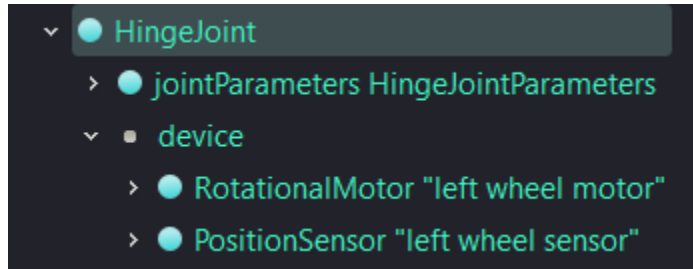 HingeJoint
jointParameters HingeJointParameters
device
RotationalMotor "left wheel motor"
PositionSensor "left wheel sensor"